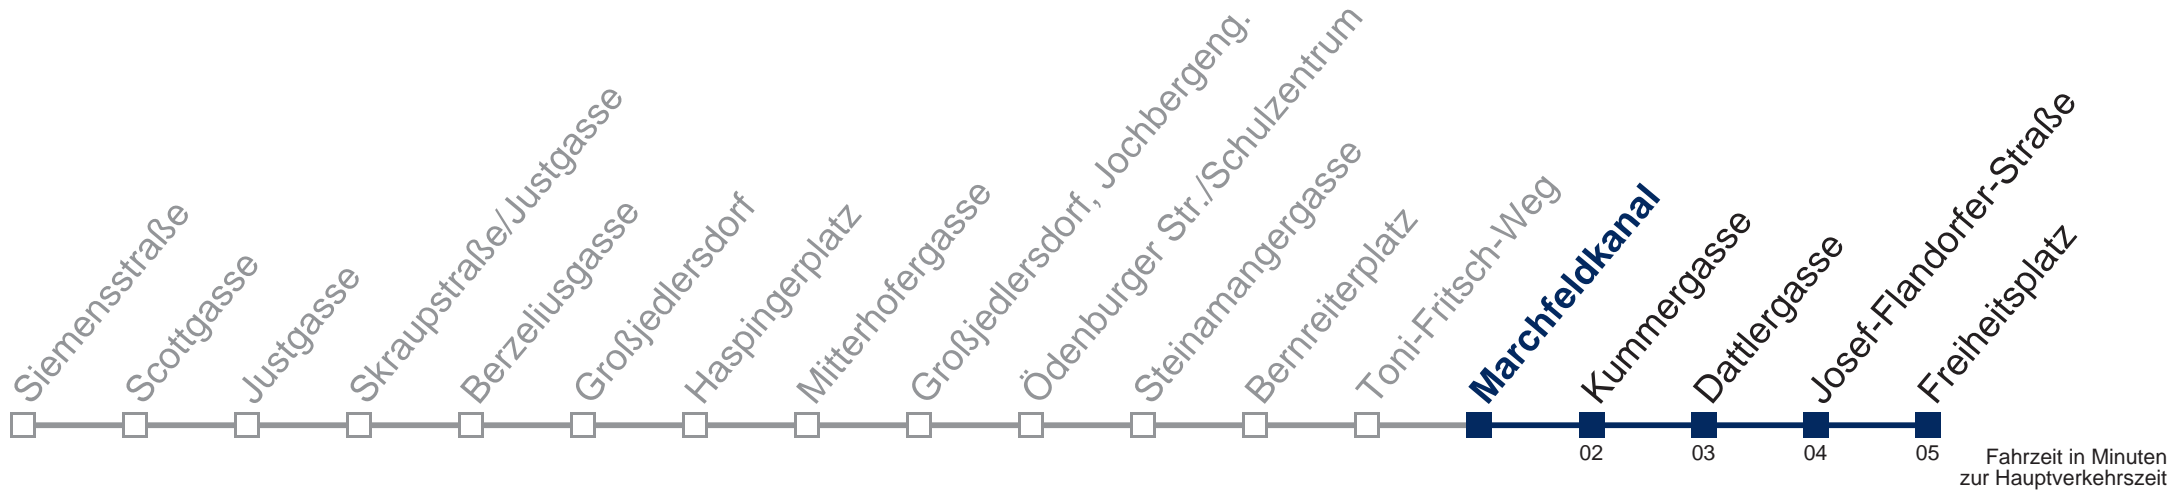 Siemensstraße
Scottgasse
Justgasse
Skraupstraße/Justgasse
Berzeliusgasse
Großjedlersdorf
Haspingerplatz
Mitterhofergasse
Großjedlersdorf, Jochbergeng.
Ödenburger Str./Schulzentrum
Steinamangergasse
Bernreiterplatz
Toni-Fritsch-Weg
Marchfeldkanal
Kummergasse
Dattlergasse
Josef-Flandorfer-Straße
Freiheitsplatz
02
03
04
05
Fahrzeit in Minuten
zur Hauptverkehrszeit